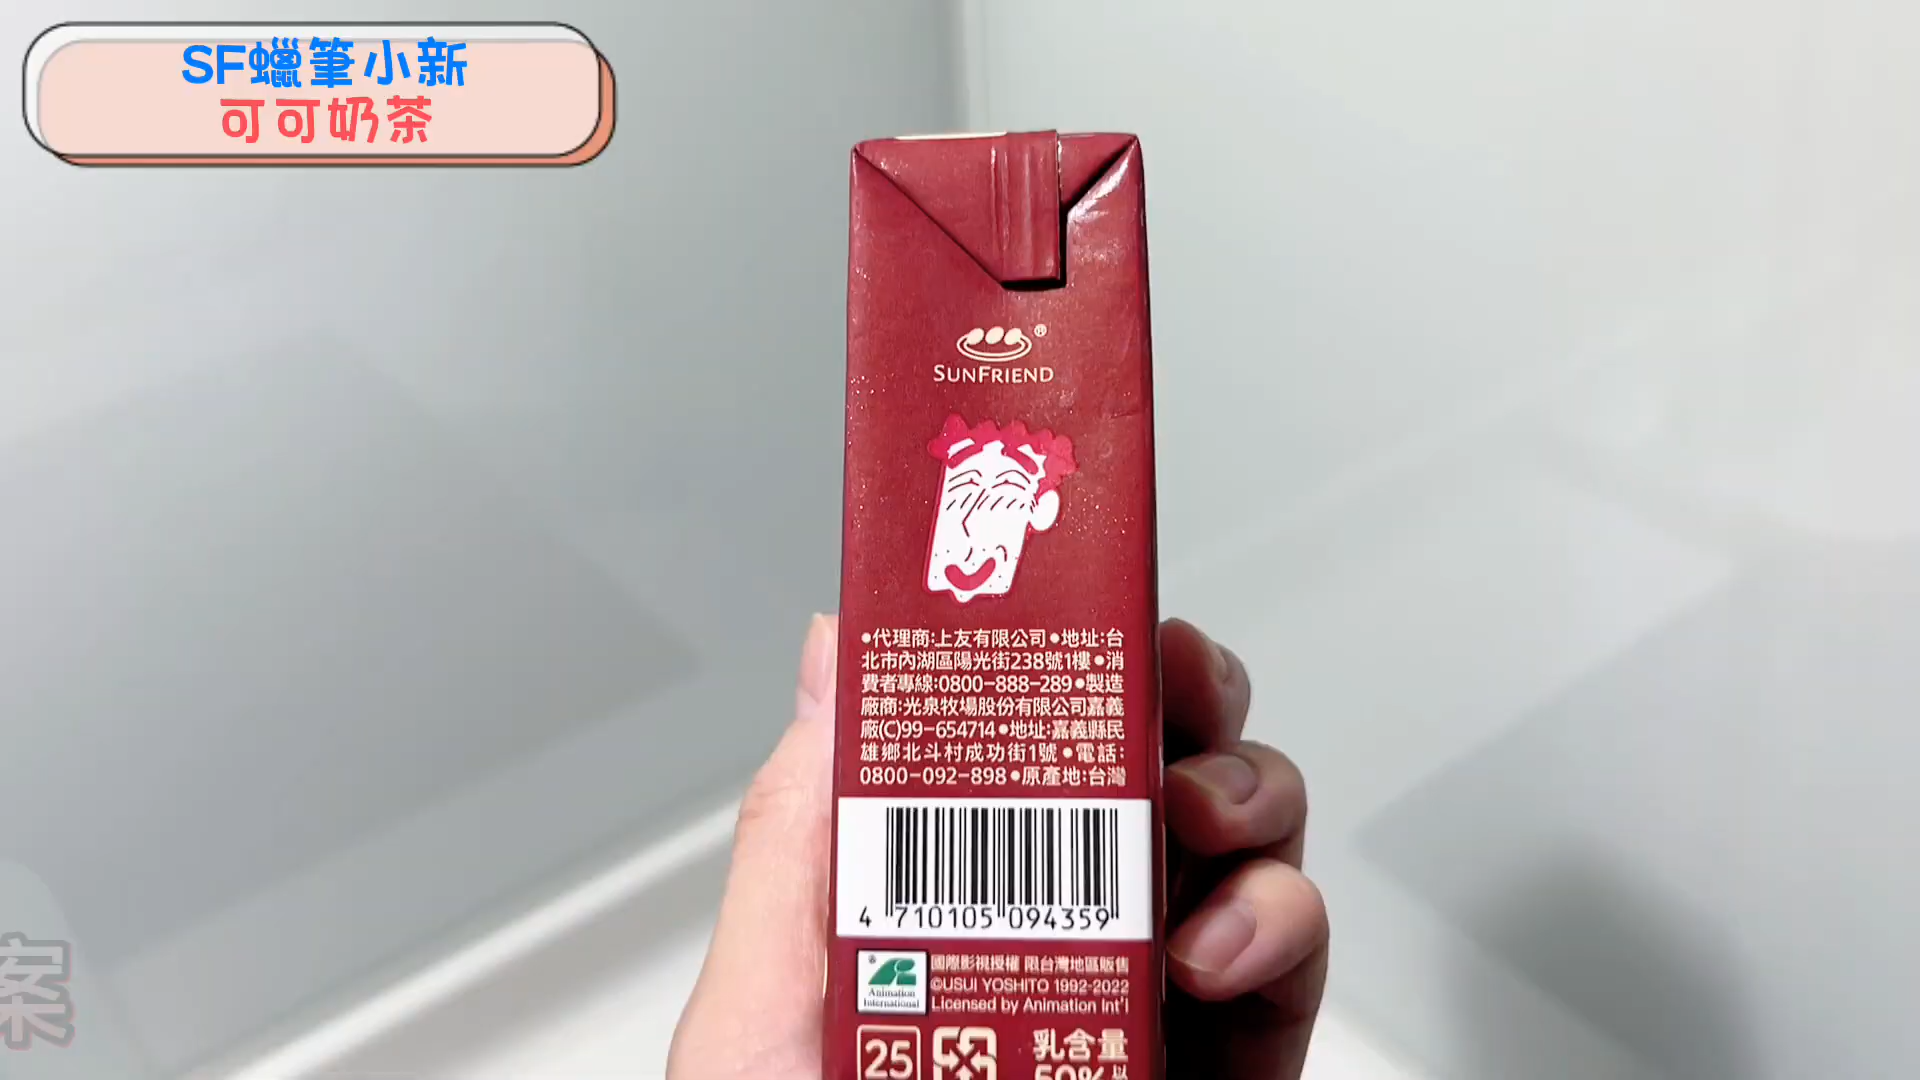 SF蠟筆小新
可可奶茶
SUNFRIEND
•代理商:上友有限公司•地址:台
北市內湖區陽光街238號1樓•消
費者專線:0800-888-289•製造
廠商:光泉牧場股份有限公司嘉義
廠(C)99-654714•地址:嘉義縣民
雄鄉北斗村成功街1號•電話:
0800-092-898•原產地:台灣
4 710105 094359
Animation
International
國際影視授權 限台灣地區販售
©USUI YOSHITO 1992-2022
Licensed by Animation Int'l
25
乳含量
50%以
案